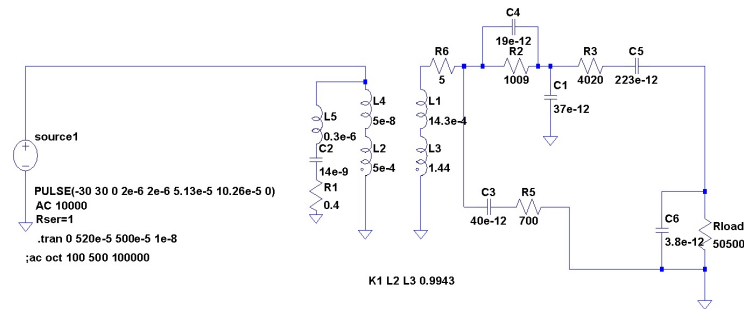 C4
19e-12
R6
R2
R3
C5
5
1009
4020
223e-12
C1
37e-12
L4
5e-8
L1
14.3e-4
L5
0.3e-6
C2
14e-9
R1
0.4
L2
5e-4
L3
1.44
source1
PULSE(-30 30 0 2e-6 2e-6 5.13e-5 10.26e-5 0)
AC 10000
Rser=1
.tran 0 520e-5 500e-5 1e-8
;ac oct 100 500 100000
C3
R5
40e-12
700
C6
3.8e-12
Rload
50500
K1 L2 L3 0.9943